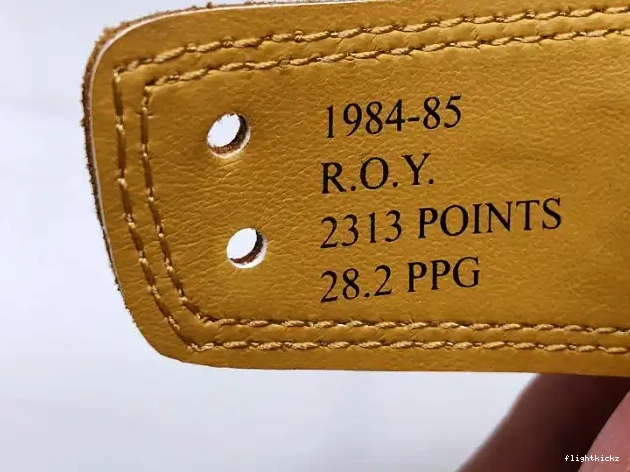 1984-85
R.O.Y.
2313 POINTS
28.2 PPG
flightkickz